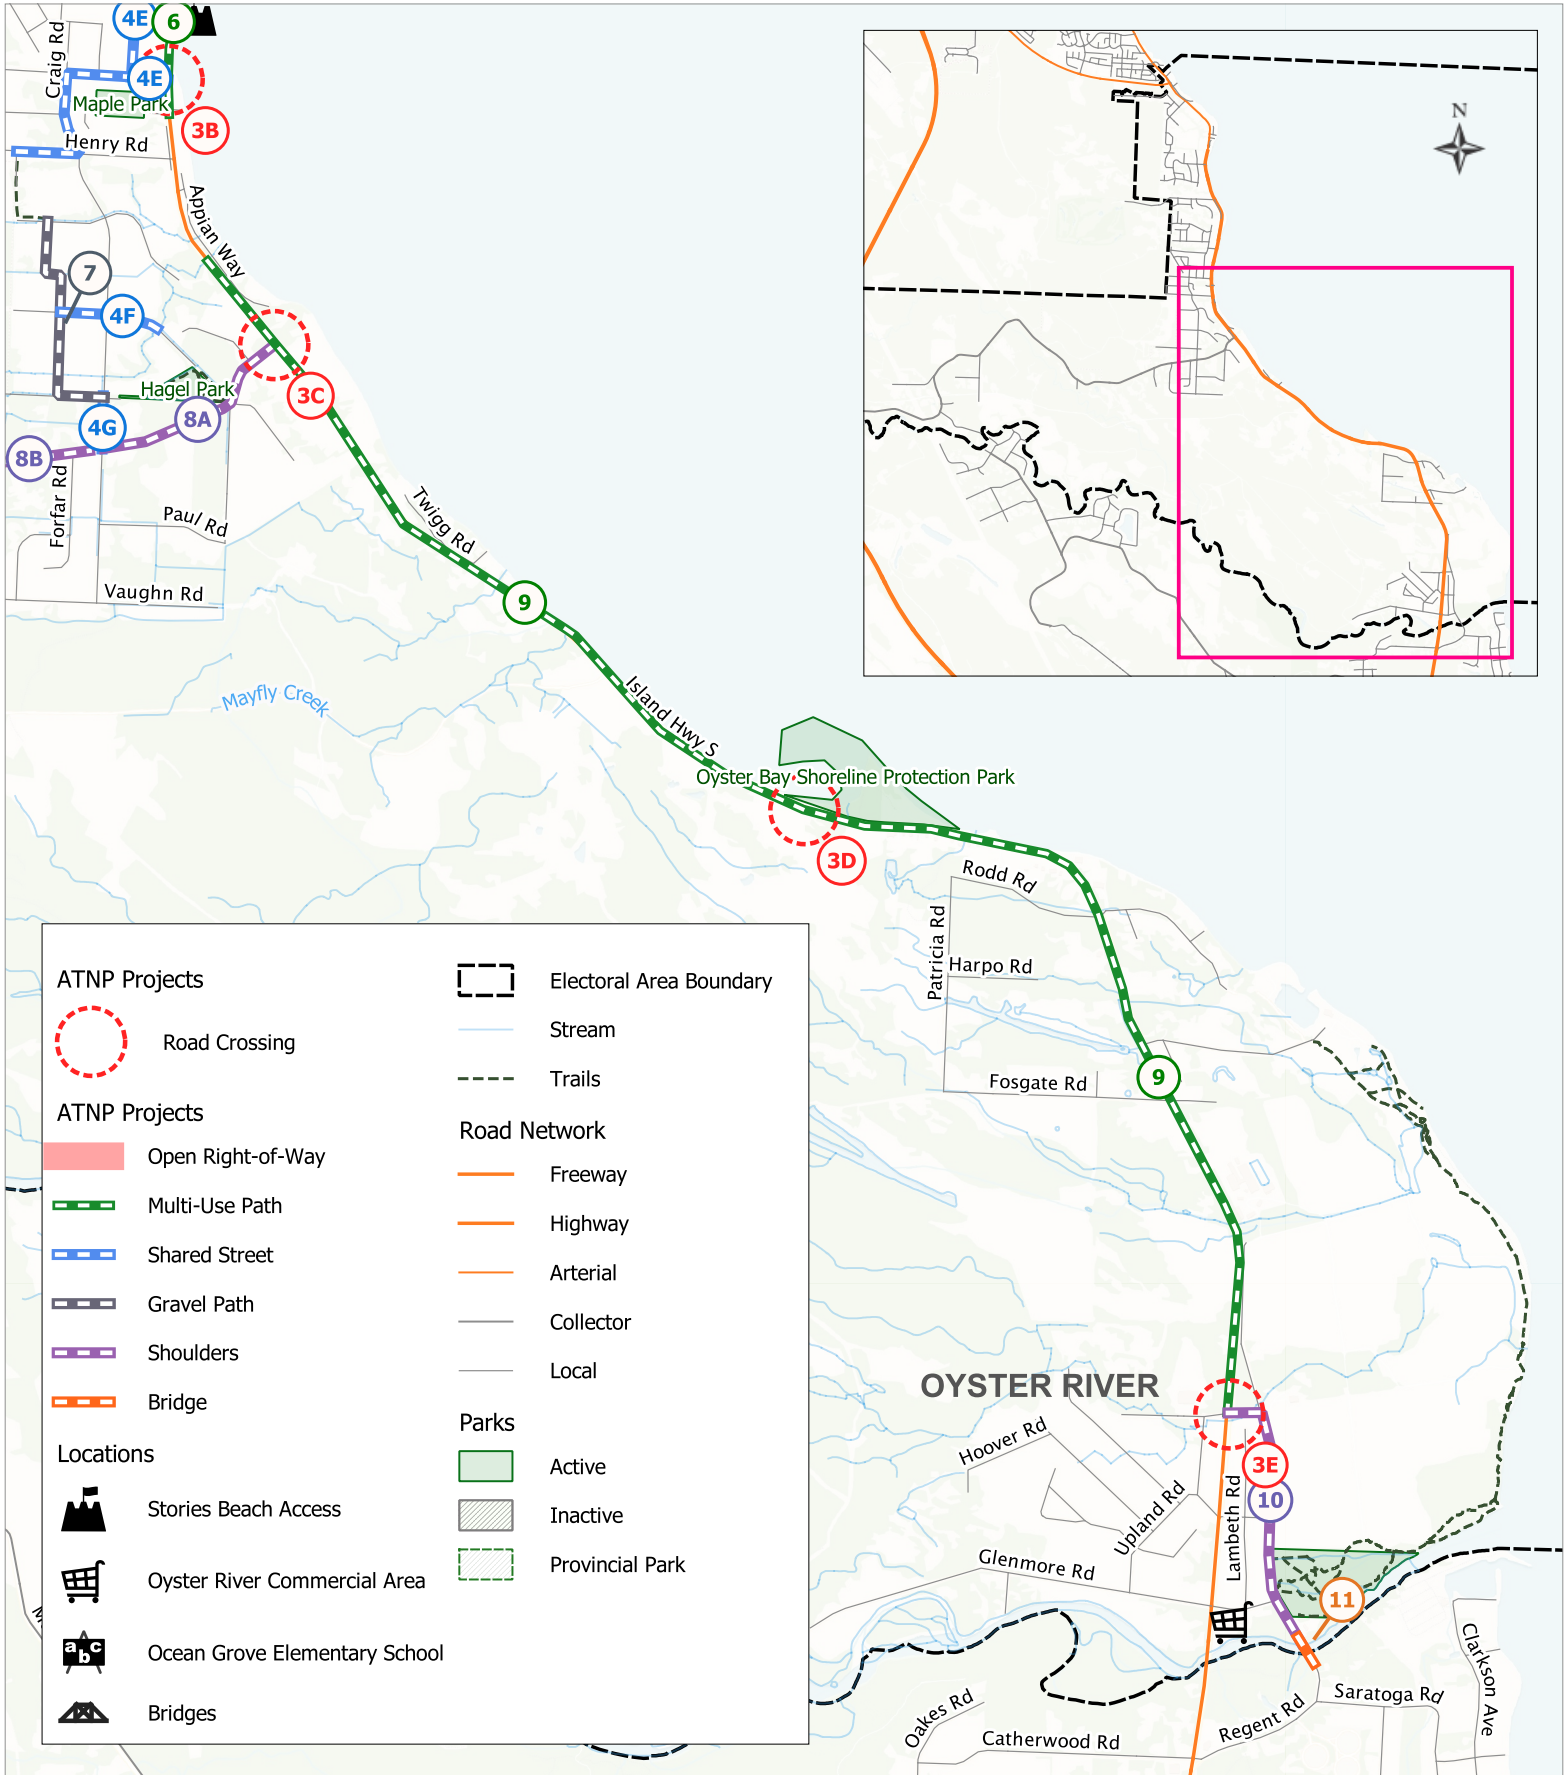 4E
6
Craig Rd
4E
Maple Park
3B
Henry Rd
Appian Way
7
4F
Hagel Park
3C
4G
8A
8B
Forfar Rd
Paul Rd
Twigg Rd
Vaughn Rd
9
Mayfly Creek
Island Hwy S
Oyster Bay Shoreline Protection Park
3D
Rodd Rd
Patricia Rd
Harpo Rd
Fosgate Rd
9
OYSTER RIVER
Hoover Rd
3E
10
Upland Rd
Lambeth Rd
Glenmore Rd
11
Clarkson Ave
Saratoga Rd
Regent Rd
Oakes Rd
Catherwood Rd
N
ATNP Projects
Road Crossing
ATNP Projects
Open Right-of-Way
Multi-Use Path
Shared Street
Gravel Path
Shoulders
Bridge
Locations
Stories Beach Access
Oyster River Commercial Area
abc
Ocean Grove Elementary School
Bridges
Electoral Area Boundary
Stream
Trails
Road Network
Freeway
Highway
Arterial
Collector
Local
Parks
Active
Inactive
Provincial Park